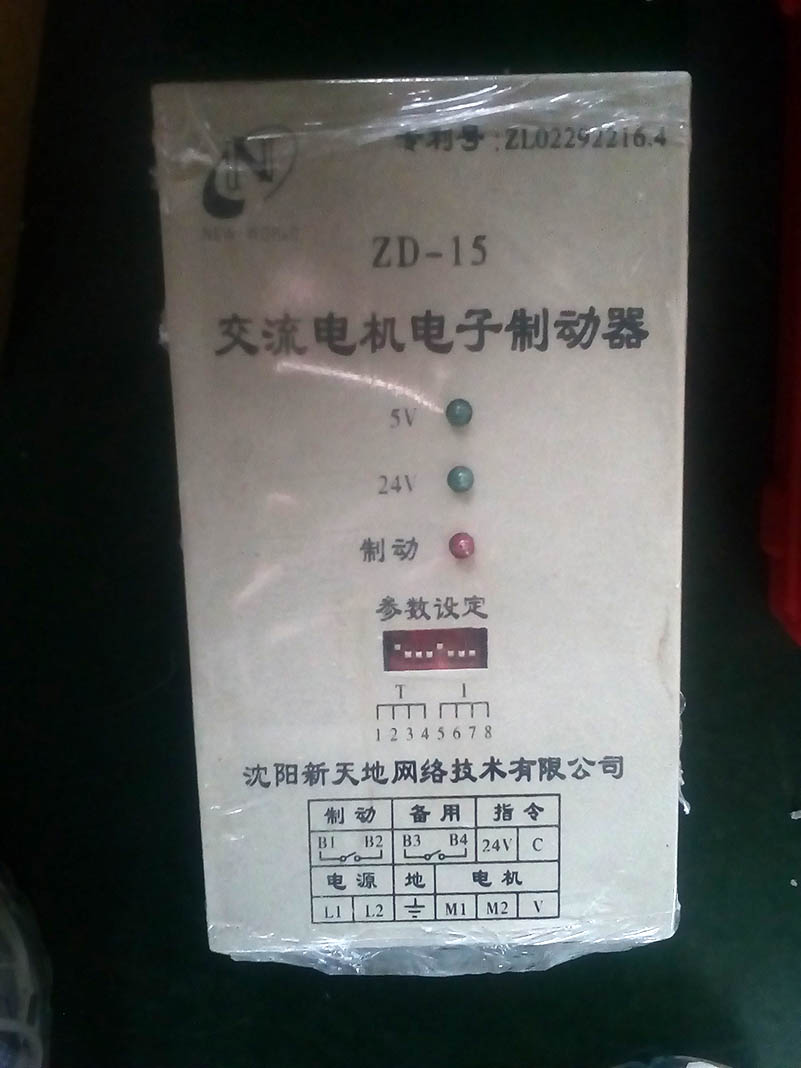 专利号:ZL02292216.4
NEW WORLD
ZD-15
交流电机电子制动器
5V
24V
制动
参数设定
T I
1 2 3 4 5 6 7 8
沈阳新天地网络技术有限公司
制动 备用 指令
B1 B2 B3 B4 24V C
电源 地 电机
L1 L2 M1 M2 V